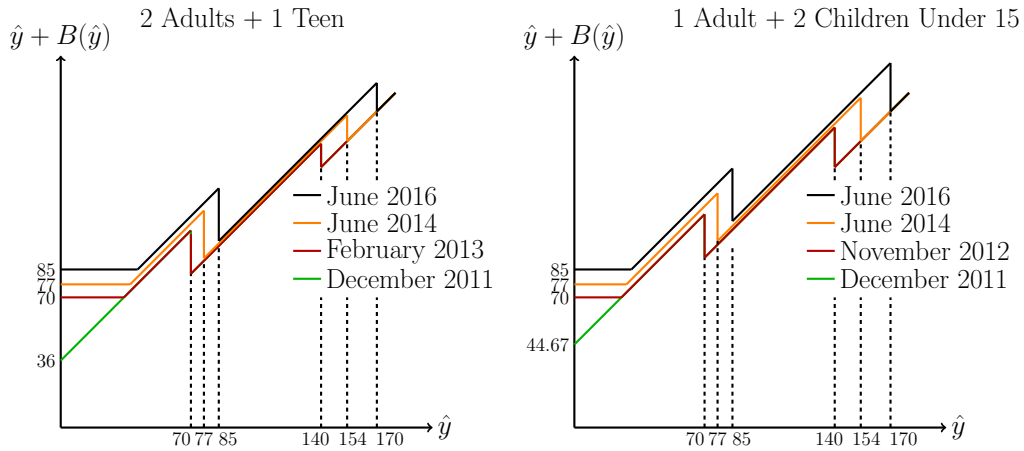 2 Adults + 1 Teen
ŷ + B(ŷ)
June 2016
June 2014
February 2013
December 2011
85
77
70
36
70 77 85 140 154 170 ŷ
1 Adult + 2 Children Under 15
ŷ + B(ŷ)
June 2016
June 2014
November 2012
December 2011
85
77
70
44.67
70 77 85 140 154 170 ŷ